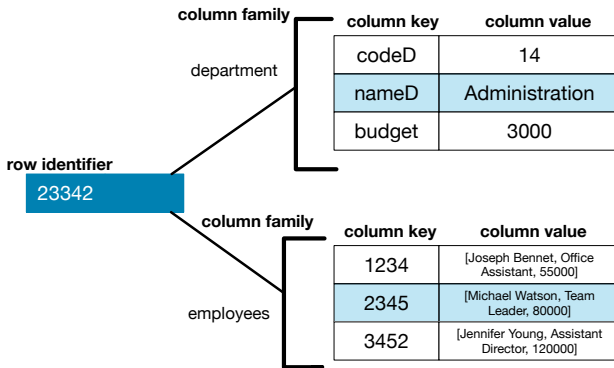 column family
column key column value
department
codeD 14
nameD Administration
budget 3000
row identifier
23342
column family
column key column value
employees
1234 [Joseph Bennet, Office
Assistant, 55000]
2345 [Michael Watson, Team
Leader, 80000]
3452 [Jennifer Young, Assistant
Director, 120000]